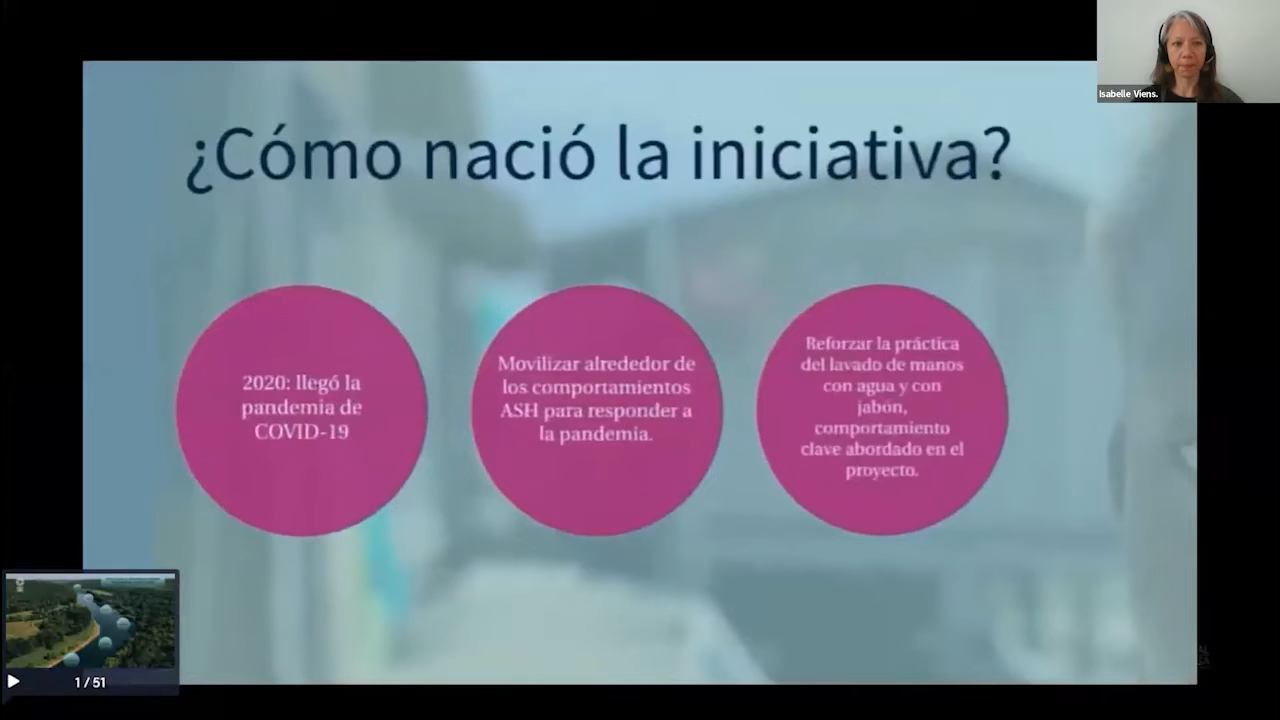 Isabelle Viens.
¿Cómo nació la iniciativa?
2020: llegó la
pandemia de
COVID-19
Movilizar alrededor de
los comportamientos
ASH para responder a
la pandemia.
Reforzar la práctica
del lavado de manos
con agua y con
jabón,
comportamiento
clave abordado en el
proyecto.
1 / 51